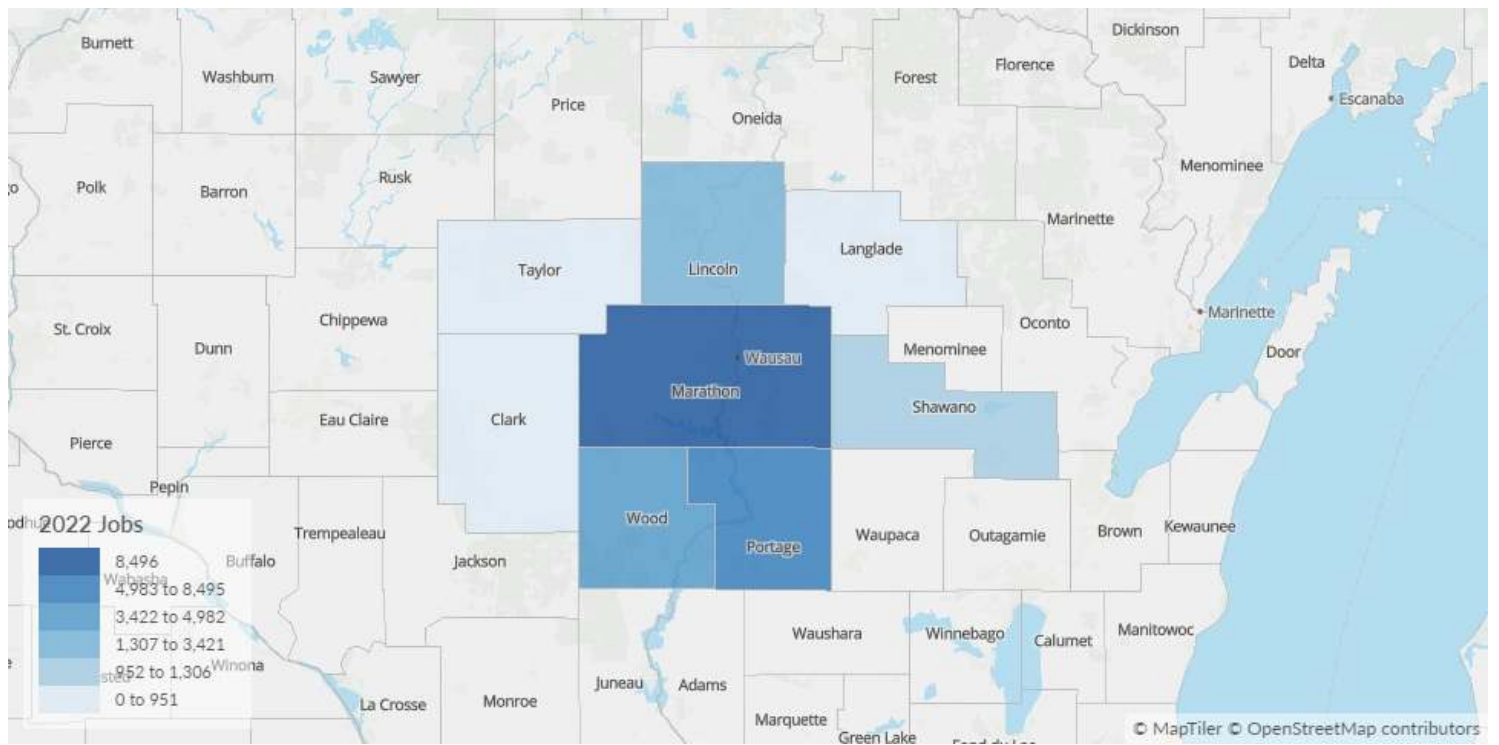 Burnett
Washburn
Sawyer
Price
Oneida
Forest
Florence
Dickinson
Delta
Escanaba
Menominee
Polk
Barron
Rusk
Marinette
Taylor
Lincoln
Langlade
St. Croix
Dunn
Chippewa
Wausau
Marathon
Menominee
Oconto
Marinette
Door
Pierce
Eau Claire
Clark
Shawano
Pepin
Wood
Portage
Waupaca
Outagamie
Brown
Kewaunee
Trempealeau
Buffalo
Jackson
Wabasha
Winona
Waushara
Winnebago
Calumet
Manitowoc
La Crosse
Monroe
Juneau
Adams
Marquette
Green Lake
2022 Jobs
8,496
4,983 to 8,495
3,422 to 4,982
1,307 to 3,421
952 to 1,306
0 to 951
© MapTiler © OpenStreetMap contributors